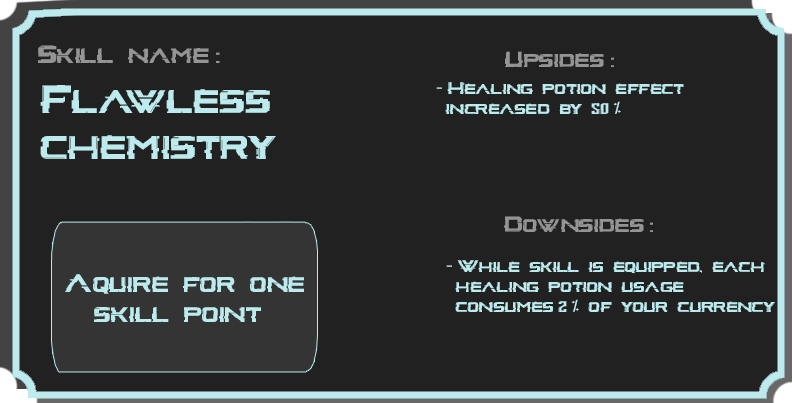 Skill name:
Flawless
chemistry
Aquire for one
skill point
Upsides:
- Healing potion effect
increased by 50%
Downsides:
- While skill is equipped, each
healing potion usage
consumes 2% of your currency